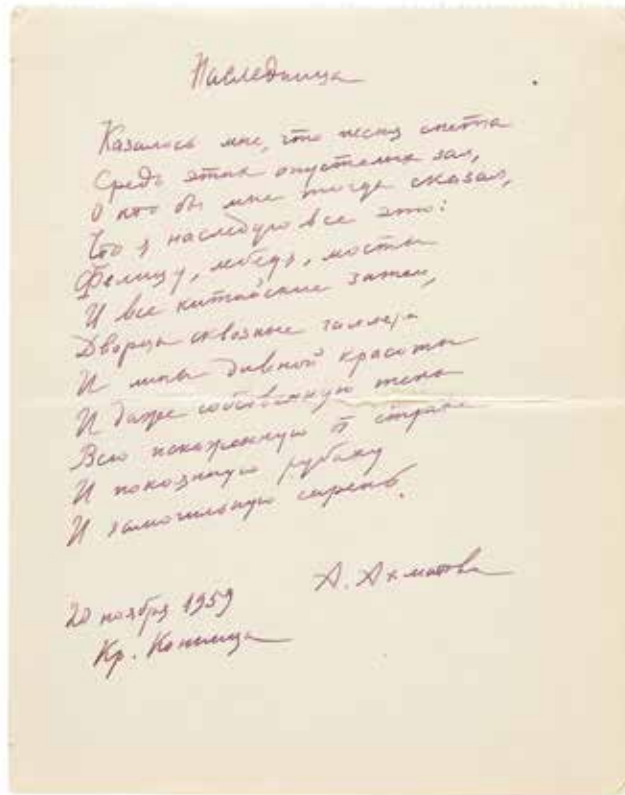 Наследница
Казалось мне, что песня спета
Средь этих опустелых зал,
О кто бы мне тогда сказал,
Что я наследую все это:
Фелицу, лебедя, мосты
И все китайские затеи,
Дворца сквозные галереи
И липы дивной красоты
И даже собственную тень
Всю искаженную от страха
И покаянную рубаху
И замогильную сирень.
А. Ахматова
20 ноября 1959
Кр. Конница